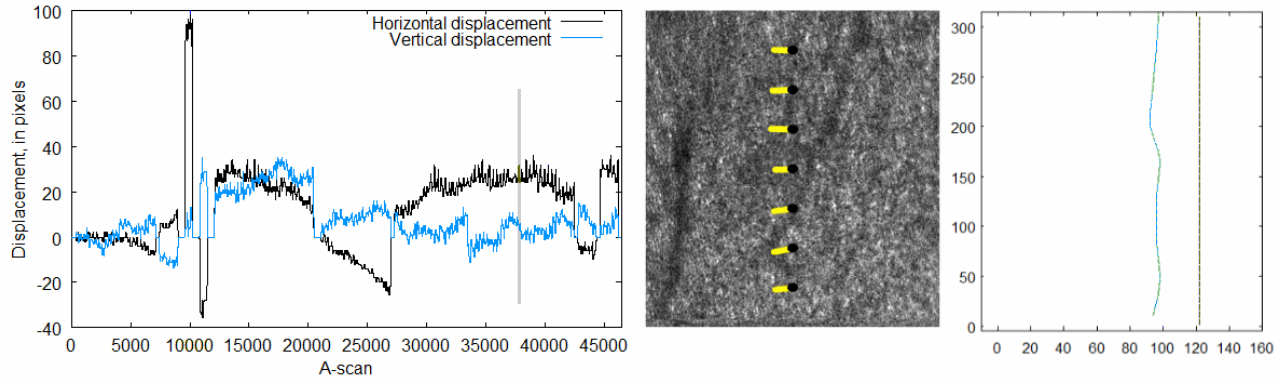 Horizontal displacement
Vertical displacement
Displacement, in pixels
100
80
60
40
20
0
-20
-40
0 5000 10000 15000 20000 25000 30000 35000 40000 45000
A-scan
300
250
200
150
100
50
0
0 20 40 60 80 100 120 140 160